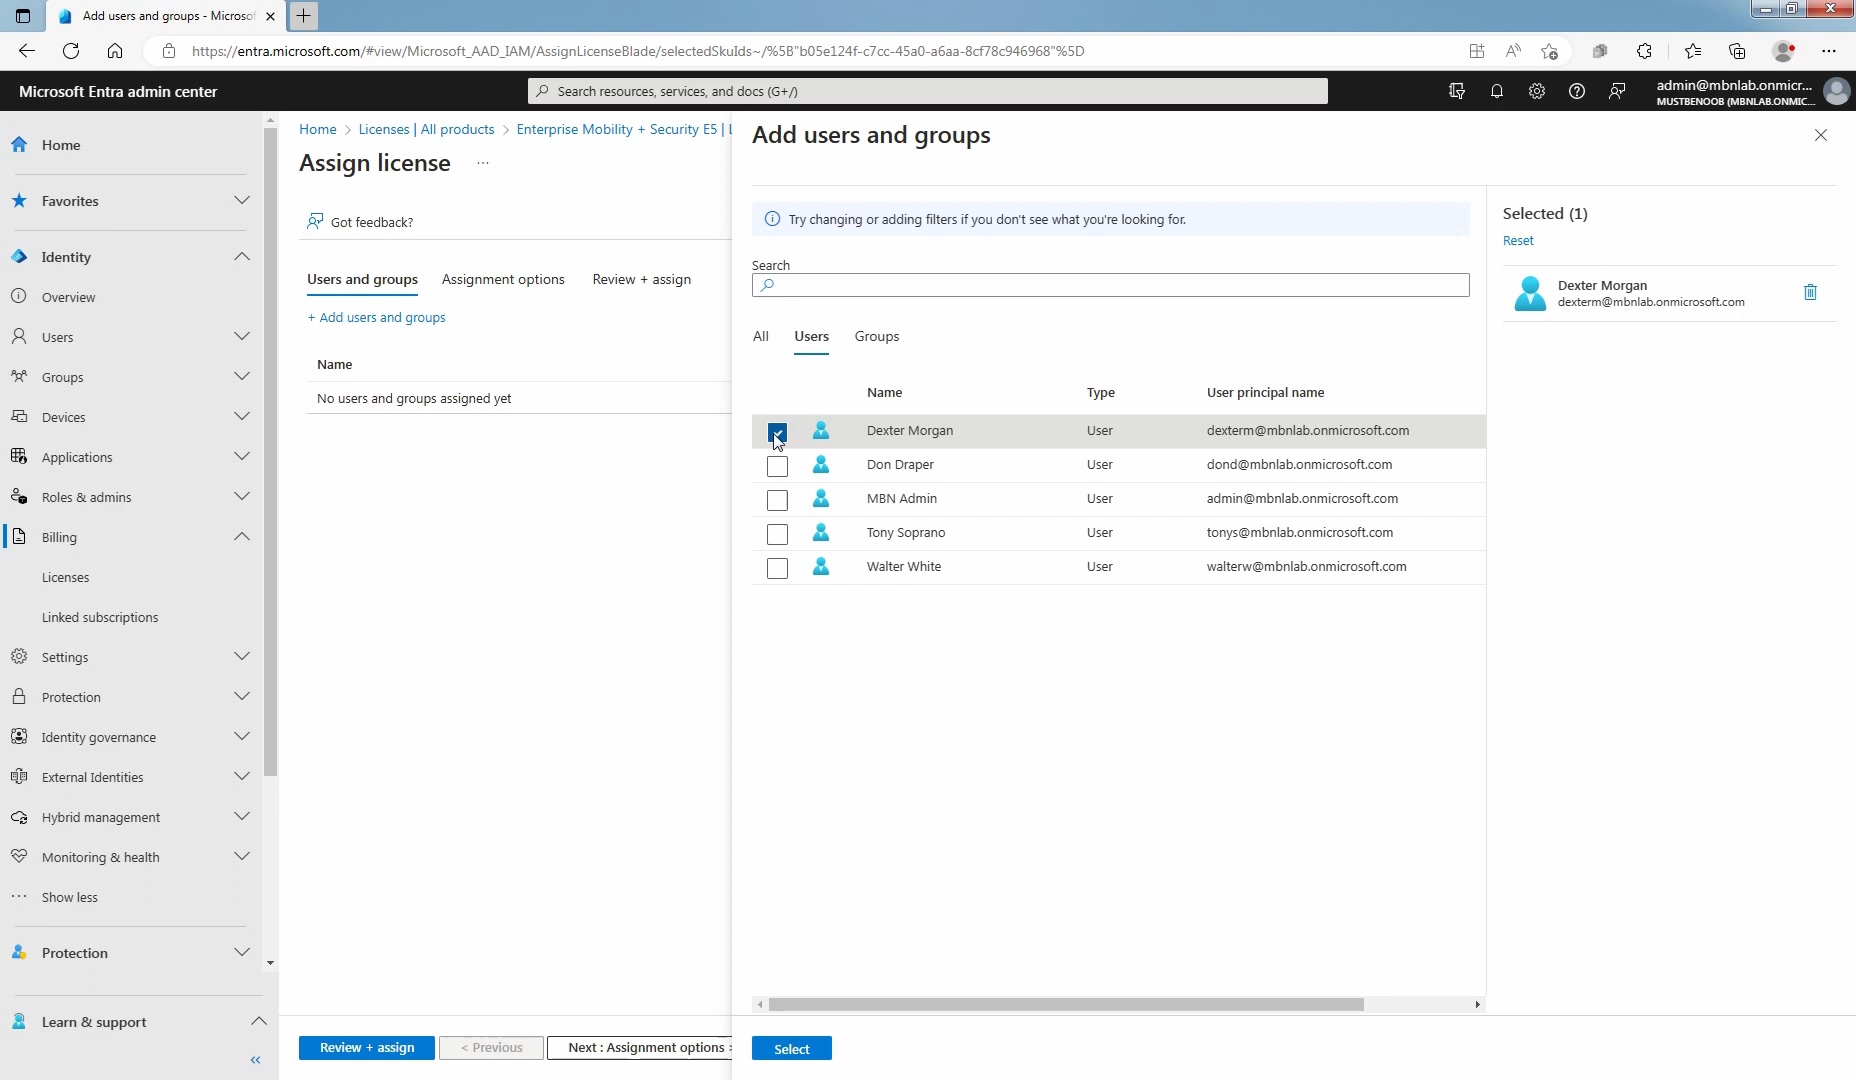 Add users and groups - Microsof
https://entra.microsoft.com/#view/Microsoft_AAD_IAM/AssignLicenseBlade/selectedSkuIds~/%5B"b05e124f-c7cc-45a0-a6aa-8cf78c946968"%5D
Microsoft Entra admin center
Search resources, services, and docs (G+/)
admin@mbnlab.onmicr...
MUSTBENOOB (MBNLAB.ONMIC...
Home
Favorites
Identity
Overview
Users
Groups
Devices
Applications
Roles & admins
Billing
Licenses
Linked subscriptions
Settings
Protection
Identity governance
External Identities
Hybrid management
Monitoring & health
Show less
Protection
Learn & support
Home > Licenses | All products > Enterprise Mobility + Security E5 | L
Assign license ...
Got feedback?
Users and groups Assignment options Review + assign
+ Add users and groups
Name
No users and groups assigned yet
Review + assign < Previous Next : Assignment options >
Add users and groups
Try changing or adding filters if you don't see what you're looking for.
Search
All Users Groups
Name Type User principal name
Dexter Morgan User dexterm@mbnlab.onmicrosoft.com
Don Draper User dond@mbnlab.onmicrosoft.com
MBN Admin User admin@mbnlab.onmicrosoft.com
Tony Soprano User tonys@mbnlab.onmicrosoft.com
Walter White User walterw@mbnlab.onmicrosoft.com
Select
Selected (1)
Reset
Dexter Morgan
dexterm@mbnlab.onmicrosoft.com